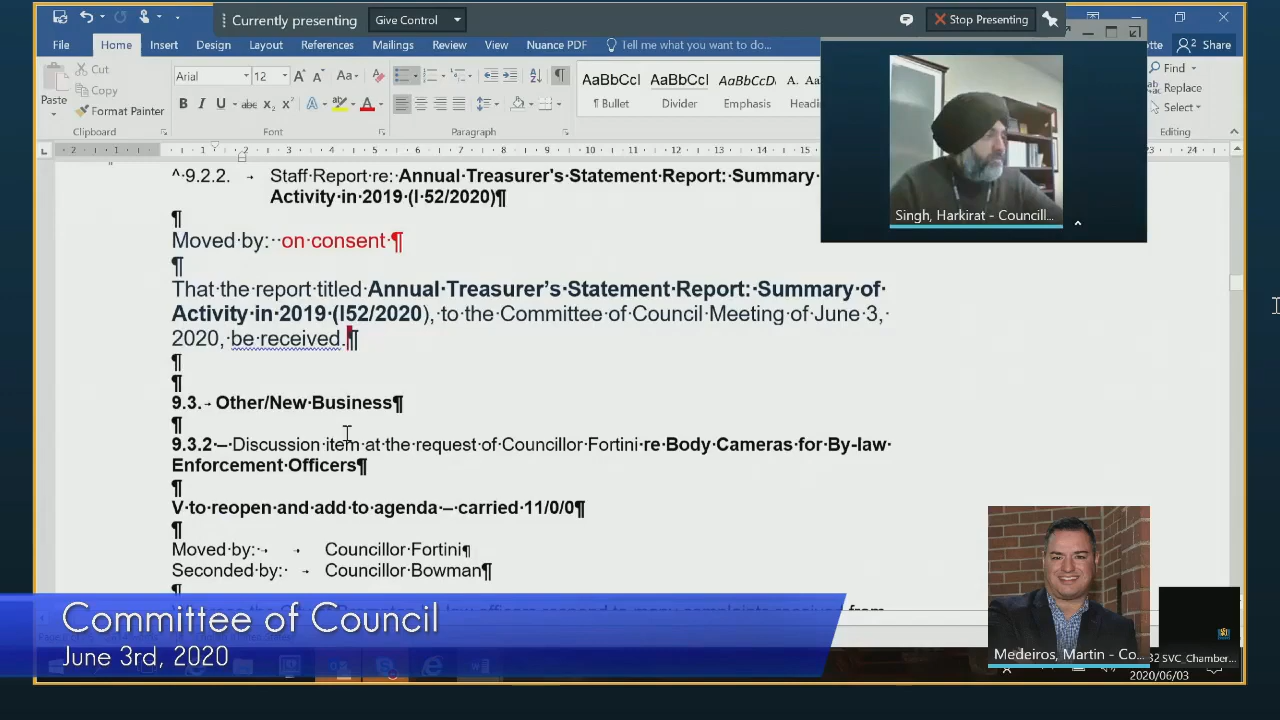 Currently presenting
Give Control
Stop Presenting
File
Home
Insert
Design
Layout
References
Mailings
Review
View
Nuance PDF
Tell me what you want to do...
Share
Paste
Cut
Copy
Format Painter
Clipboard
Arial
12
Font
Paragraph
AaBbCcI
¶ Bullet
AaBbCcI
Divider
AaBbCcD
Emphasis
Find
Replace
Select
Editing
^ 9.2.2. Staff Report re: Annual Treasurer's Statement Report: Summary
Activity in 2019 (I 52/2020)¶
¶
Moved by: on consent ¶
¶
That the report titled Annual Treasurer’s Statement Report: Summary of
Activity in 2019 (I52/2020), to the Committee of Council Meeting of June 3,
2020, be received.¶
¶
¶
9.3. Other/New Business¶
¶
9.3.2 – Discussion item at the request of Councillor Fortini re Body Cameras for By-law
Enforcement Officers¶
¶
V to reopen and add to agenda – carried 11/0/0¶
¶
Moved by: Councillor Fortini¶
Seconded by: Councillor Bowman¶
¶
Singh, Harkirat - Councill...
Medeiros, Martin - Co...
32 SVC_Chamber...
2020/06/03
Committee of Council
June 3rd, 2020